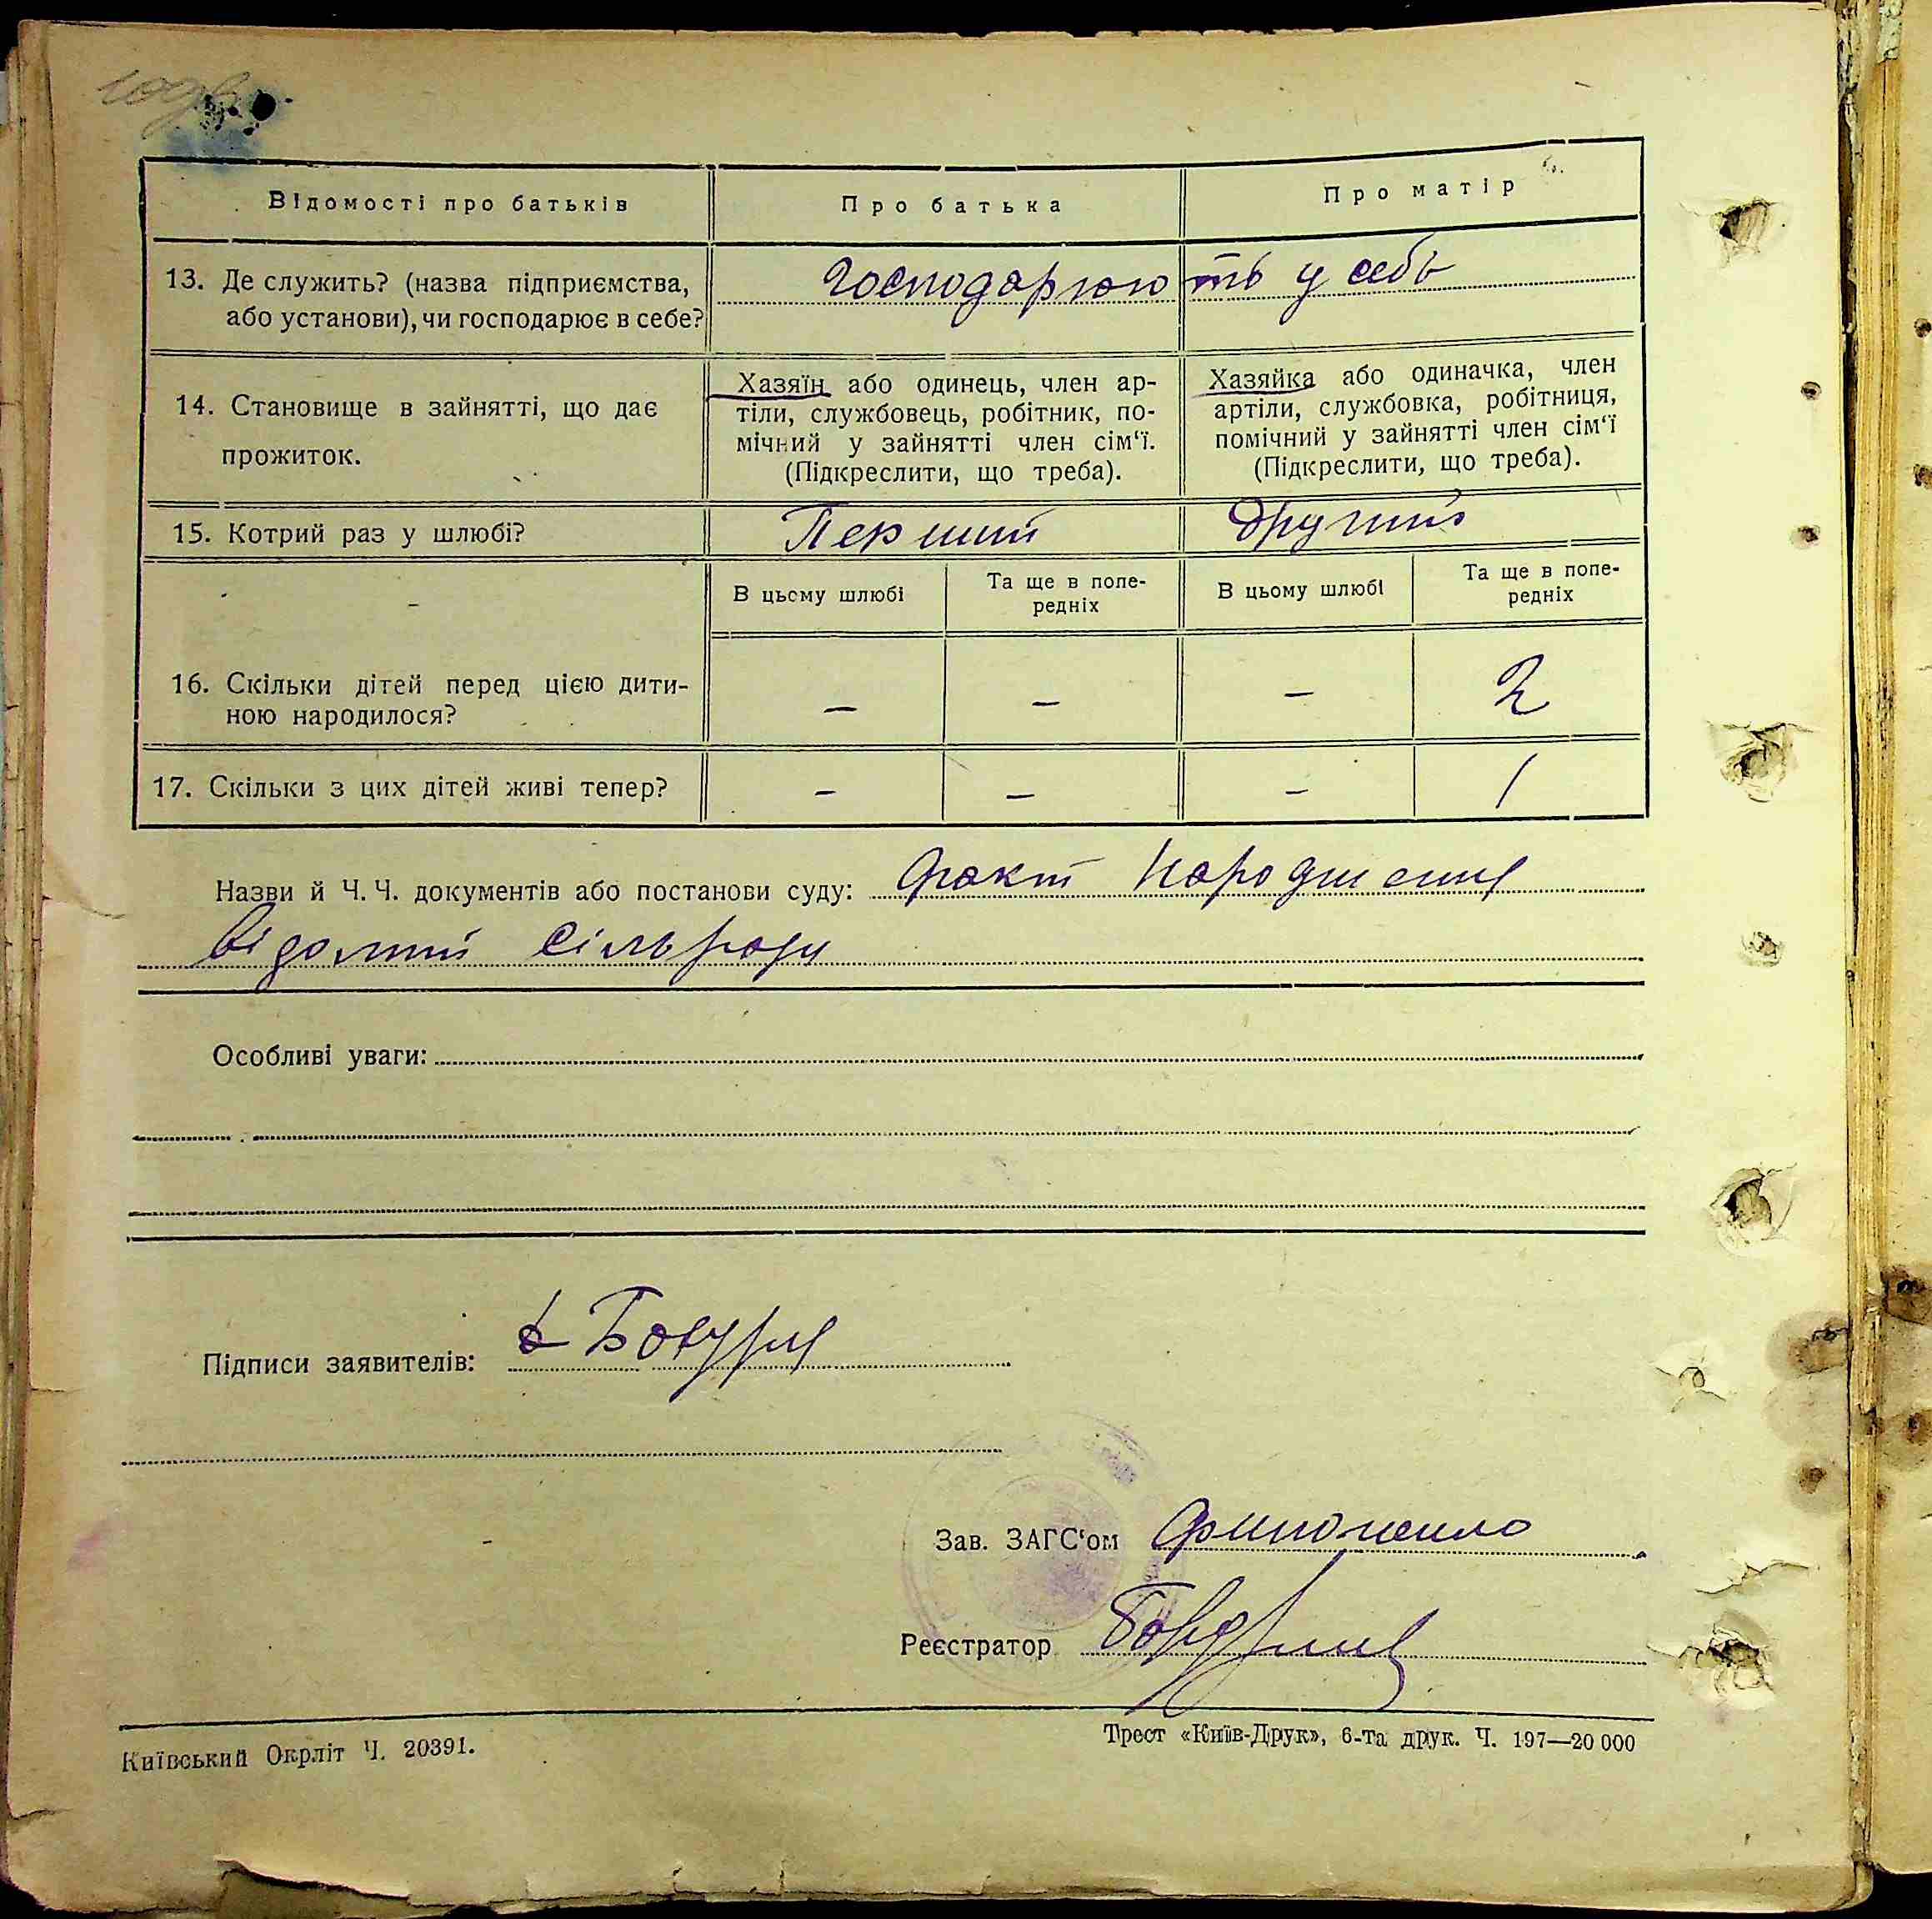 Відомості про батьків
Про батька
Про матір
13. Де служить? (назва підприємства,
або установи), чи господарює в себе?
Господарюють у себь
14. Становище в зайнятті, що дає
прожиток.
Хазяїн або одинець, член ар-
тіли, службовець, робітник, по-
мічний у зайнятті член сім‘ї.
(Підкреслити, що треба).
Хазяйка або одиначка, член
артіли, службовка, робітниця,
помічний у зайнятті член сім‘ї
(Підкреслити, що треба).
15. Котрий раз у шлюбі?
Перший
Другий
В цьому шлюбі
Та ще в попе-
редніх
В цьому шлюбі
Та ще в попе-
редніх
16. Скільки дітей перед цією дити-
ною народилося?
–
–
–
2
17. Скільки з цих дітей живі тепер?
–
–
–
1
Назви й Ч. Ч. документів або постанови суду: Факт народження
відомий сільради
Особливі уваги:
Підписи заявителів:
Зав. ЗАГС‘ом
Реєстратор
Київський Окрліт Ч. 20391.
Трест «Київ-Друк», 6-та друк. Ч. 197—20 000